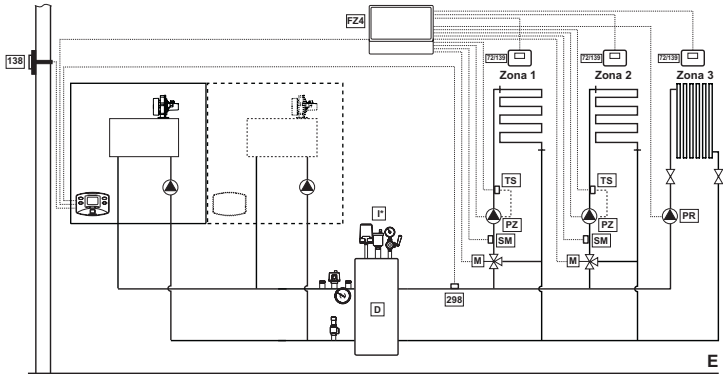 FZ4
138
72/139
72/139
72/139
Zona 1
Zona 2
Zona 3
TS
TS
I*
PZ
PZ
PR
SM
SM
M
M
298
D
E